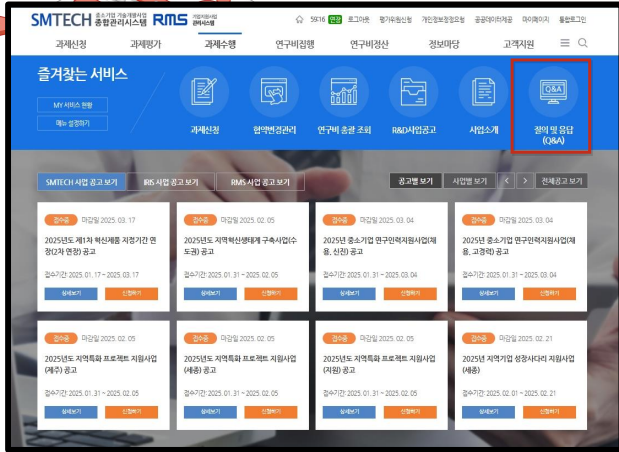 SMTECH 중소기업 기술개발사업 종합관리시스템 RMS 기업지원사업 관리시스템
59:16 연장 로그아웃 평가위원신청 개인정보정정요청 공공데이터제공 마이페이지 통합로그인
과제신청 과제평가 과제수행 연구비집행 연구비정산 정보마당 고객지원
즐겨찾는 서비스
MY 서비스 현황
메뉴 설정하기
과제신청 협약변경관리 연구비 총괄 조회 R&D사업공고 사업소개 질의 및 응답
(Q&A)
Q&A
SMTECH 사업 공고 보기 IRIS 사업 공고 보기 RMS 사업 공고 보기 공고별 보기 사업별 보기 < > 전체공고 보기
접수중 마감일 2025. 03. 17
2025년도 제1차 혁신제품 지정기간 연
장(2차 연장) 공고
접수기간: 2025. 01. 17 ~ 2025. 03. 17
상세보기 신청하기
접수중 마감일 2025. 02. 05
2025년도 지역혁신생태계 구축사업(수
도권) 공고
접수기간: 2025. 01. 31 ~ 2025. 02. 05
상세보기 신청하기
접수중 마감일 2025. 03. 04
2025년 중소기업 연구인력지원사업(채
용, 신진) 공고
접수기간: 2025. 01. 31 ~ 2025. 03. 04
상세보기 신청하기
접수중 마감일 2025. 03. 04
2025년 중소기업 연구인력지원사업(채
용, 고경력) 공고
접수기간: 2025. 01. 31 ~ 2025. 03. 04
상세보기 신청하기
접수중 마감일 2025. 02. 05
2025년도 지역특화 프로젝트 지원사업
(제주) 공고
접수기간: 2025. 01. 31 ~ 2025. 02. 05
상세보기 신청하기
접수중 마감일 2025. 02. 05
2025년도 지역특화 프로젝트 지원사업
(세종) 공고
접수기간: 2025. 01. 31 ~ 2025. 02. 05
상세보기 신청하기
접수중 마감일 2025. 02. 05
2025년도 지역특화 프로젝트 지원사업
(지원) 공고
접수기간: 2025. 01. 31 ~ 2025. 02. 05
상세보기 신청하기
접수중 마감일 2025. 02. 21
2025년 지역기업 성장사다리 지원사업
(세종)
접수기간: 2025. 02. 01 ~ 2025. 02. 21
상세보기 신청하기